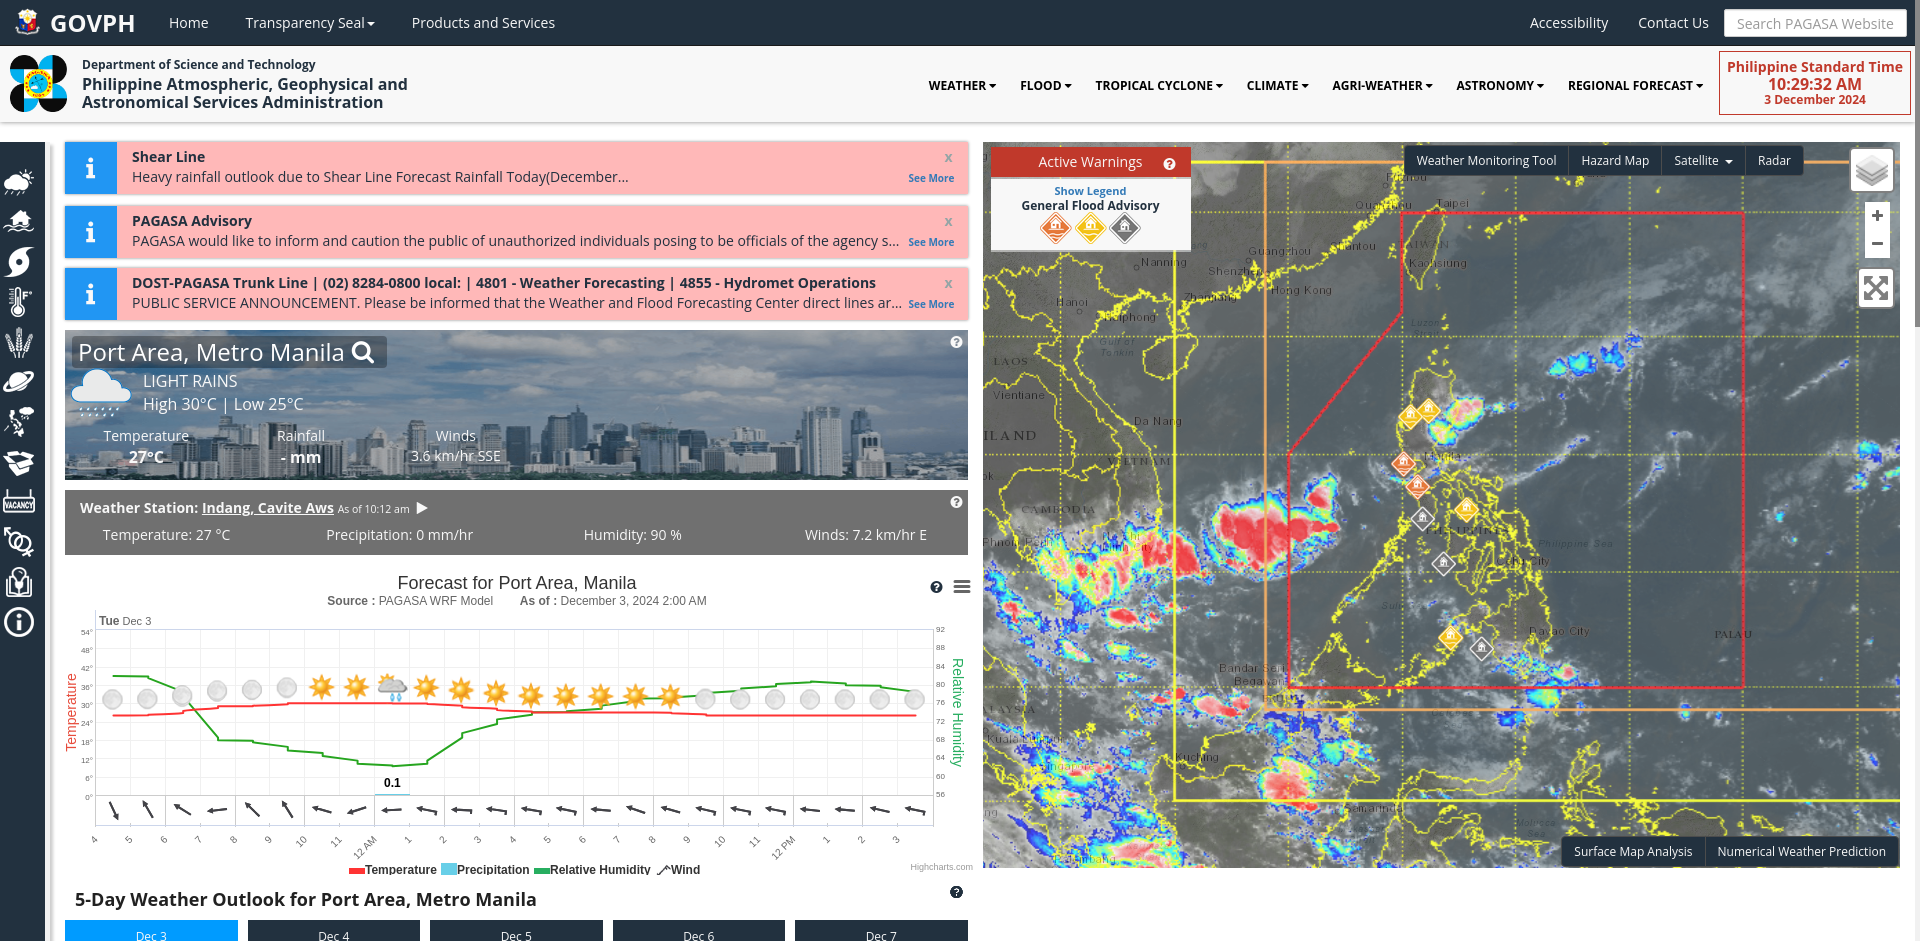 GOVPH
Home
Transparency Seal
Products and Services
Accessibility
Contact Us
Search PAGASA Website
Department of Science and Technology
Philippine Atmospheric, Geophysical and
Astronomical Services Administration
WEATHER
FLOOD
TROPICAL CYCLONE
CLIMATE
AGRI-WEATHER
ASTRONOMY
REGIONAL FORECAST
Philippine Standard Time
10:29:32 AM
3 December 2024
Shear Line
x
Heavy rainfall outlook due to Shear Line Forecast Rainfall Today(December...
See More
PAGASA Advisory
x
PAGASA would like to inform and caution the public of unauthorized individuals posing to be officials of the agency s...
See More
DOST-PAGASA Trunk Line | (02) 8284-0800 local: | 4801 - Weather Forecasting | 4855 - Hydromet Operations
x
PUBLIC SERVICE ANNOUNCEMENT. Please be informed that the Weather and Flood Forecasting Center direct lines ar...
See More
Port Area, Metro Manila
LIGHT RAINS
High 30°C | Low 25°C
Temperature
27°C
Rainfall
- mm
Winds
3.6 km/hr SSE
Weather Station: Indang, Cavite Aws As of 10:12 am
Temperature: 27 °C
Precipitation: 0 mm/hr
Humidity: 90 %
Winds: 7.2 km/hr E
Forecast for Port Area, Manila
Source : PAGASA WRF Model As of : December 3, 2024 2:00 AM
Tue Dec 3
Temperature
54°
48°
42°
36°
30°
24°
18°
12°
6°
0°
92
88
84
80
76
72
68
64
60
56
Relative Humidity
0.1
4 5 6 7 8 9 10 11 12 AM 1 2 3 4 5 6 7 8 9 10 11 12 PM 1 2 3
Temperature Precipitation Relative Humidity Wind
Highcharts.com
5-Day Weather Outlook for Port Area, Metro Manila
Dec 3
Dec 4
Dec 5
Dec 6
Dec 7
VACANCY
Active Warnings
Show Legend
General Flood Advisory
Weather Monitoring Tool
Hazard Map
Satellite
Radar
+
−
Taipei
TAIWAN
Kaohsiung
Guangzhou
Shantou
Nanning
Shenzhen
Hong Kong
Zhanjiang
Hanoi
Haiphong
Gulf of
Tonkin
Luzon
LAOS
Vientiane
Da Nang
ILAND
VIETNAM
CAMBODIA
Manila
Philippine Sea
Davao City
PALAU
Bandar Seri
Begawan
Kuching
Singapore
Samarinda
Surface Map Analysis
Numerical Weather Prediction